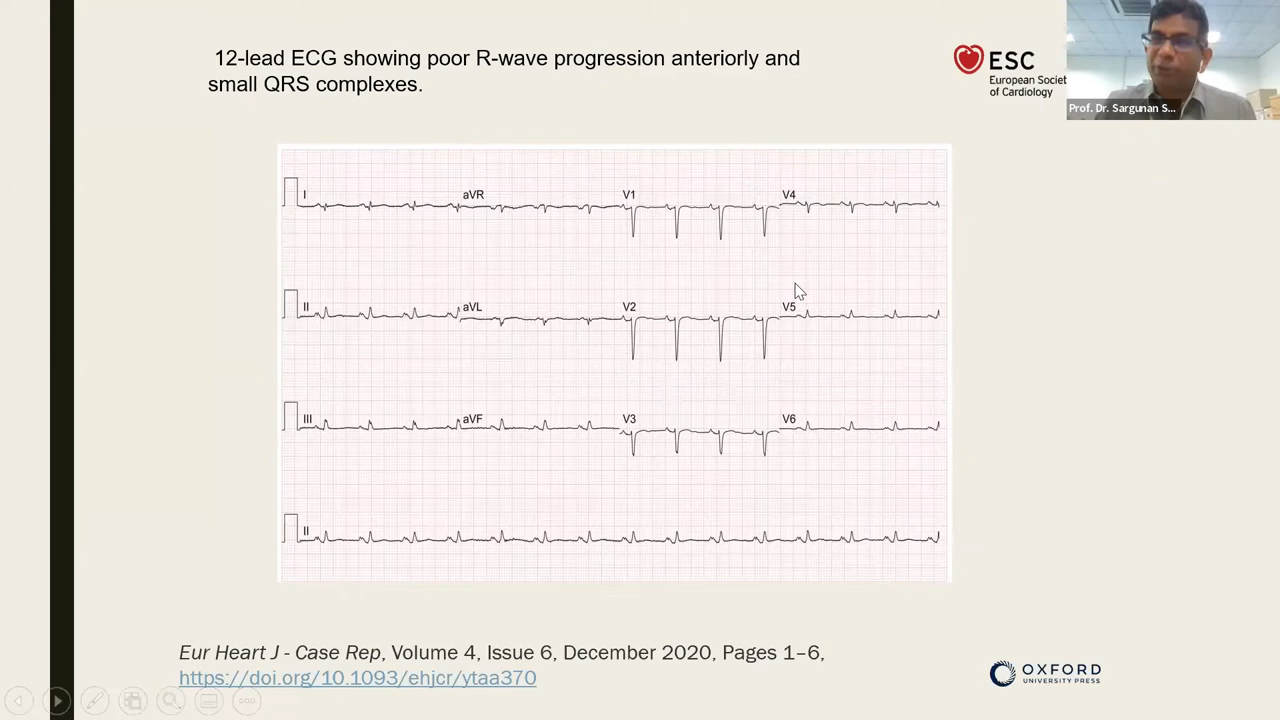 12-lead ECG showing poor R-wave progression anteriorly and
small QRS complexes.
ESC
European Societ
of Cardiology
Prof. Dr. Sargunan S...
I
aVR
V1
V4
II
aVL
V2
V5
III
aVF
V3
V6
II
Eur Heart J - Case Rep, Volume 4, Issue 6, December 2020, Pages 1–6,
https://doi.org/10.1093/ehjcr/ytaa370
OXFORD
UNIVERSITY PRESS